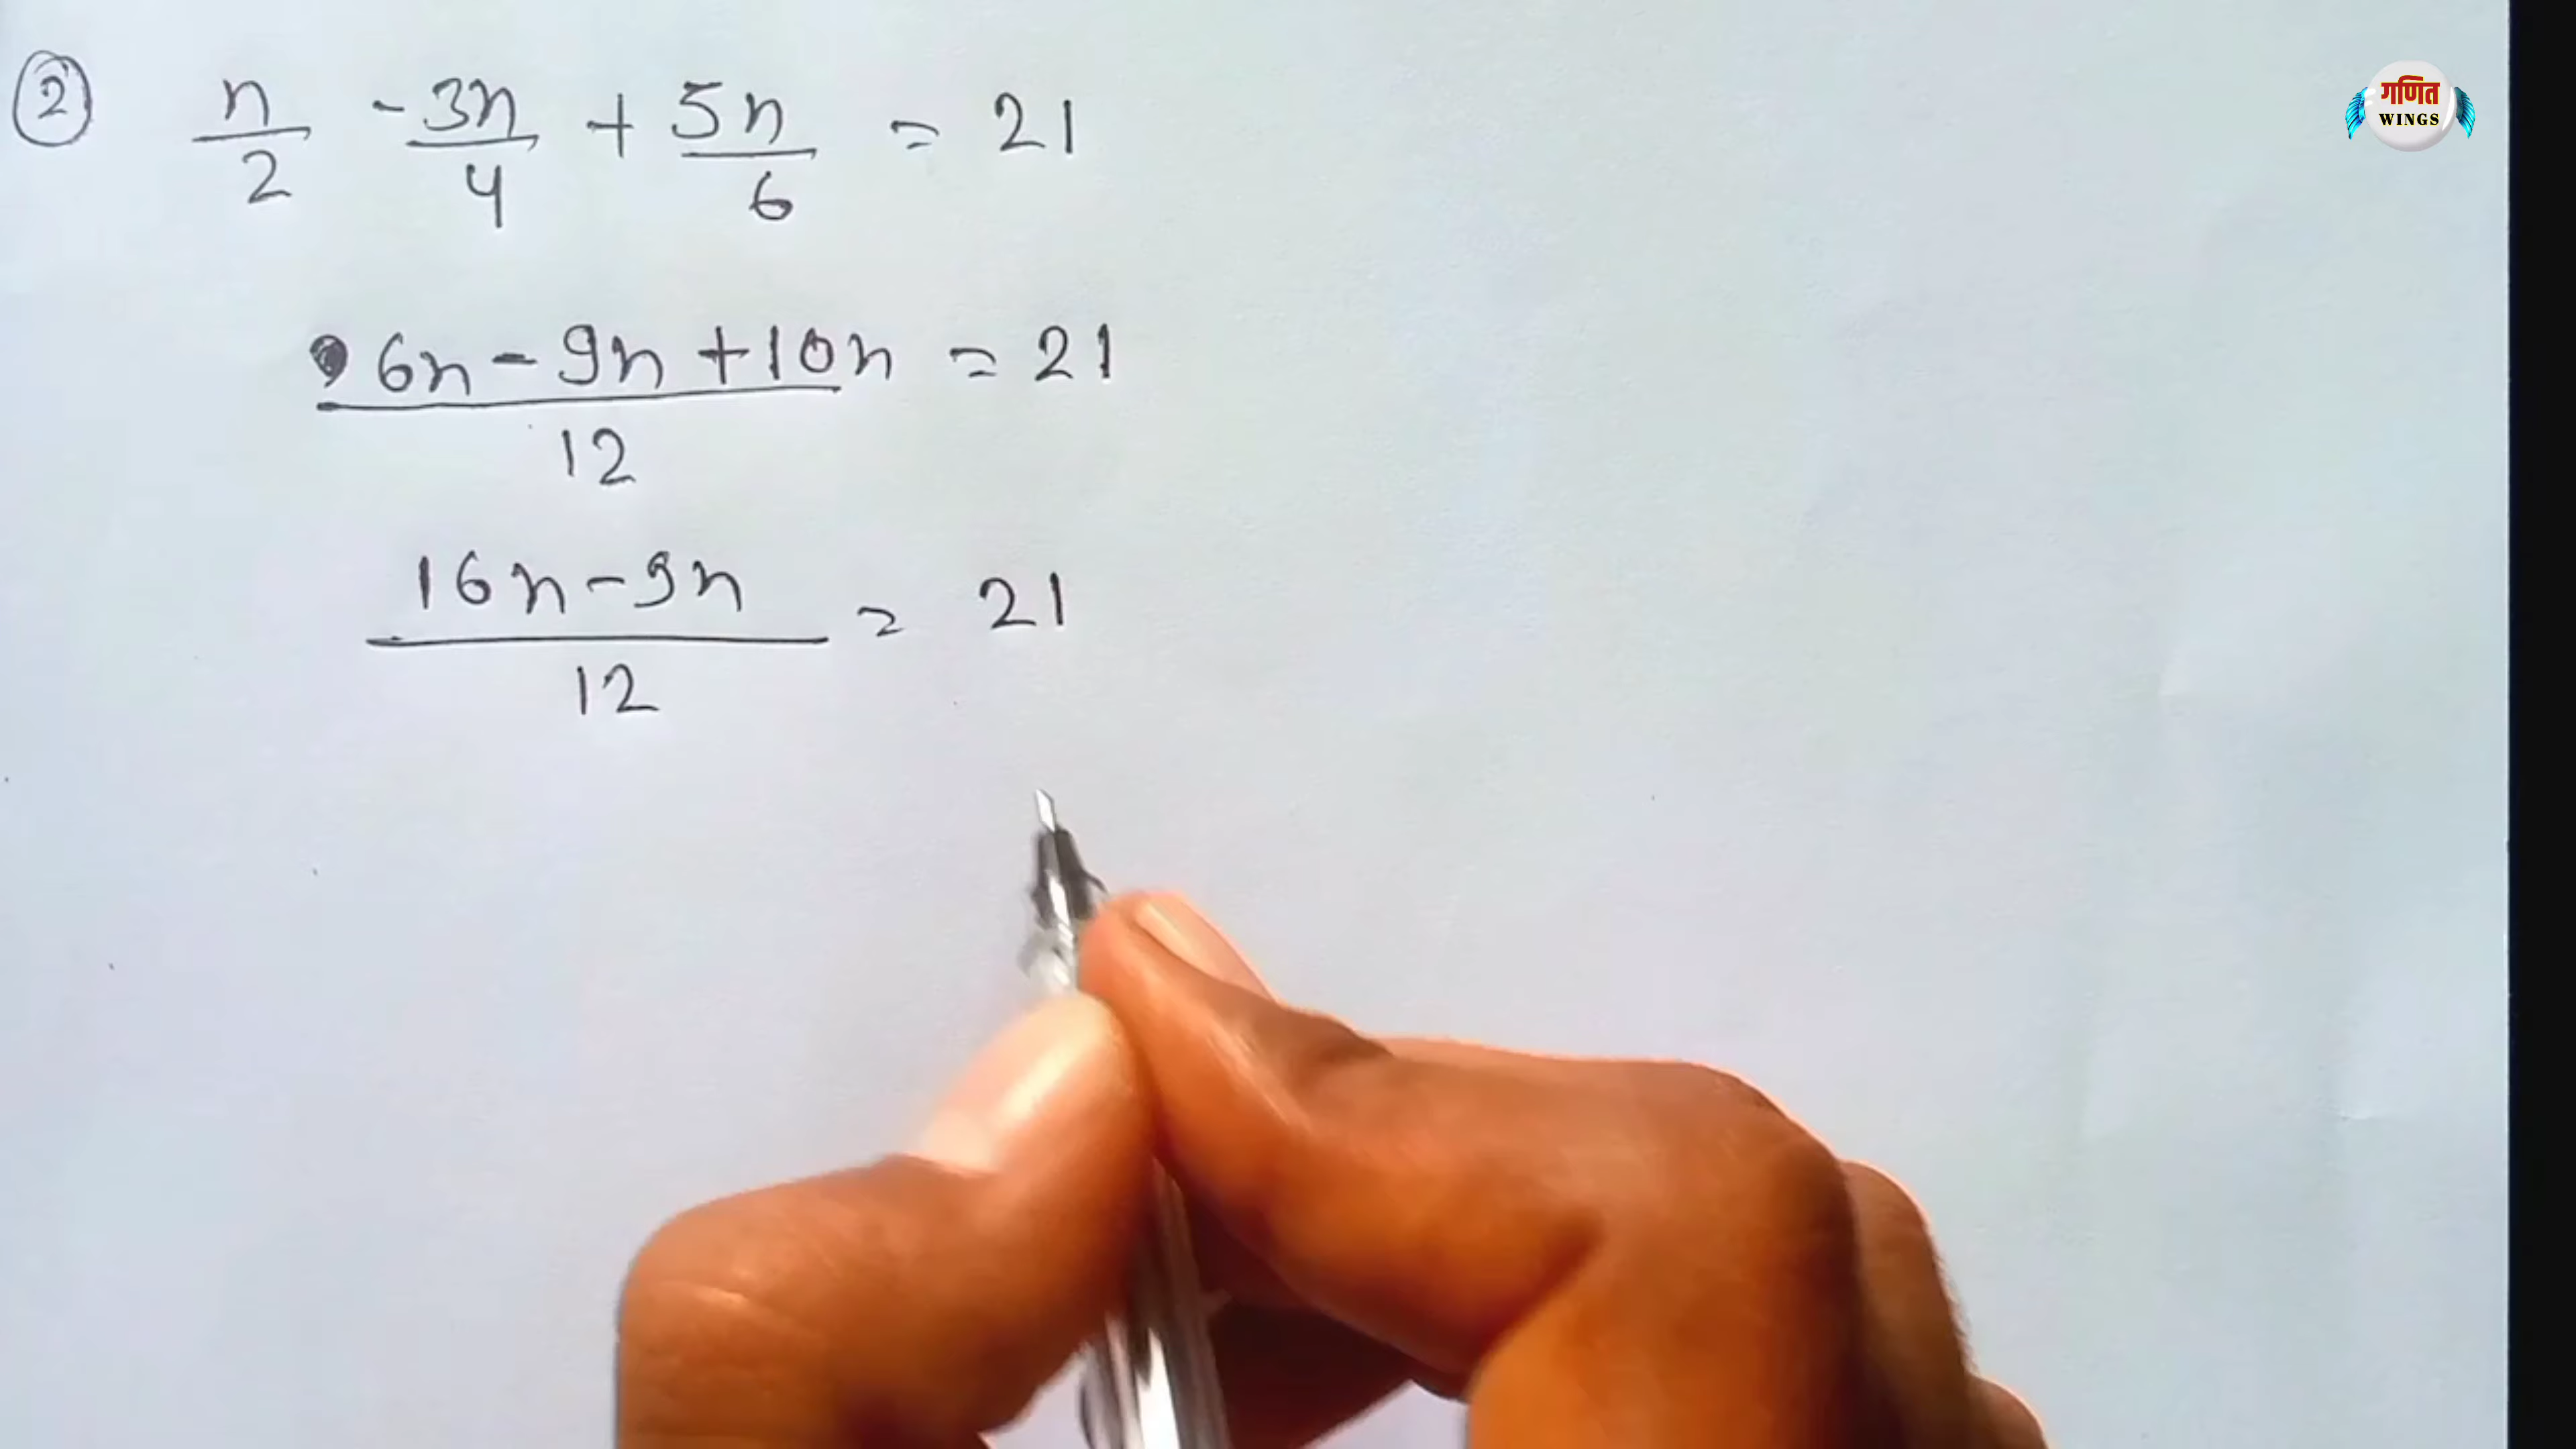 ② n/2 - 3n/4 + 5n/6 = 21
गणित
WINGS
6n - 9n + 10n / 12 = 21
16n - 9n / 12 = 21